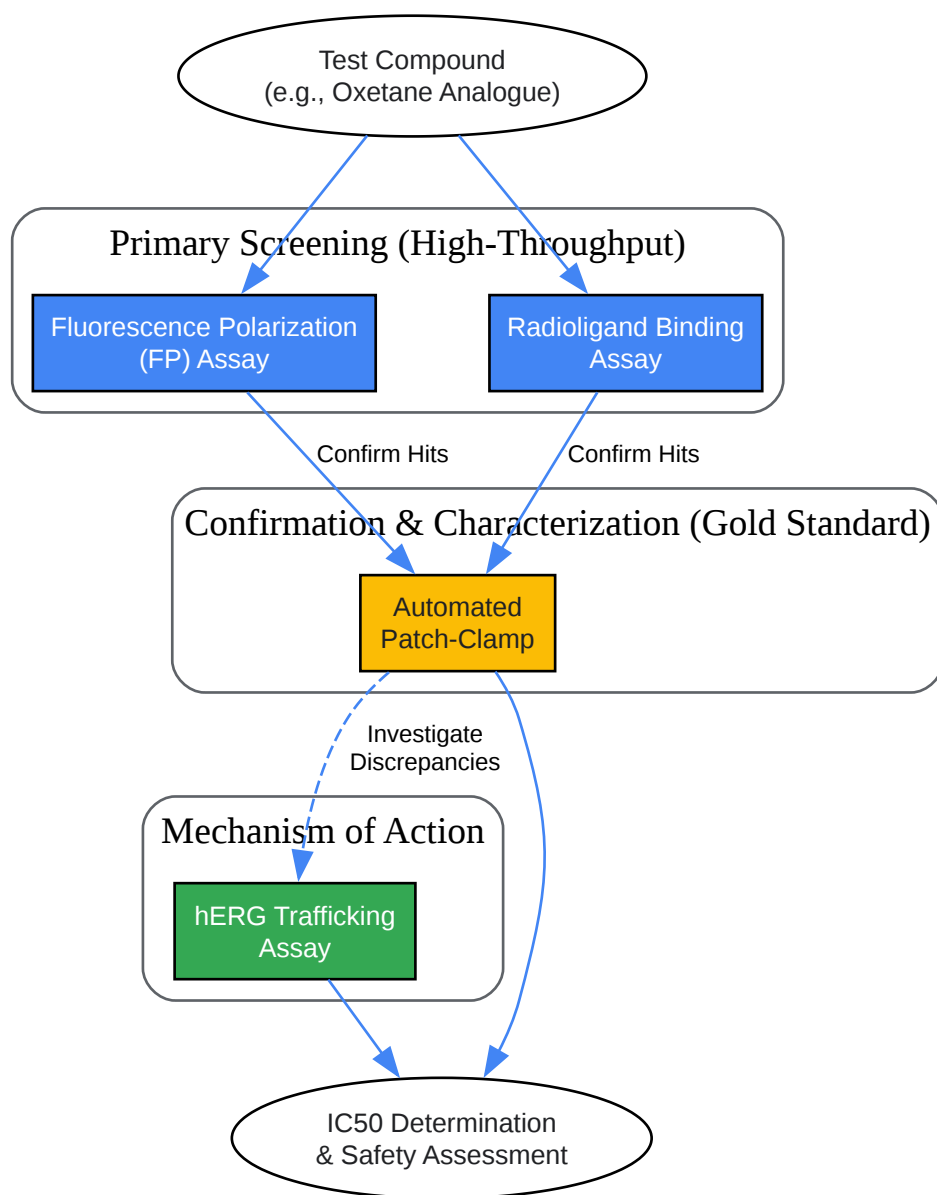 Test Compound
(e.g., Oxetane Analogue)
Primary Screening (High-Throughput)
Fluorescence Polarization
(FP) Assay
Radioligand Binding
Assay
Confirm Hits
Confirm Hits
Confirmation & Characterization (Gold Standard)
Automated
Patch-Clamp
Investigate
Discrepancies
Mechanism of Action
hERG Trafficking
Assay
IC50 Determination
& Safety Assessment